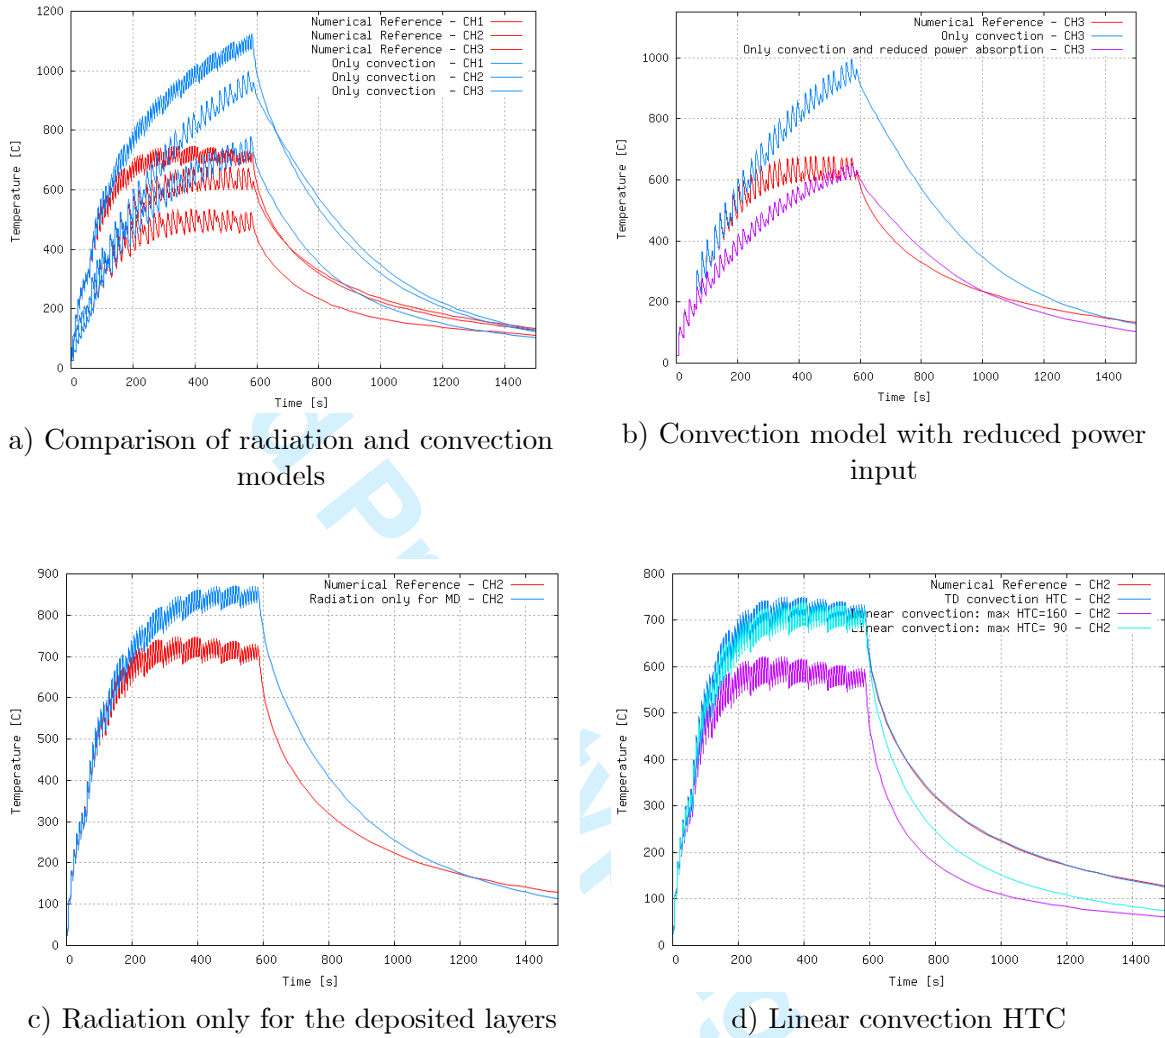 1200
1000
800
600
400
200
0
0
200
400
600
800
1000
1200
1400
Temperature [C]
Time [s]
Numerical Reference - CH1
Numerical Reference - CH2
Numerical Reference - CH3
Only convection - CH1
Only convection - CH2
Only convection - CH3
a) Comparison of radiation and convection
models
1000
800
600
400
200
0
0
200
400
600
800
1000
1200
1400
Temperature [C]
Time [s]
Numerical Reference - CH3
Only convection - CH3
Only convection and reduced power absorption - CH3
b) Convection model with reduced power
input
900
800
700
600
500
400
300
200
100
0
0
200
400
600
800
1000
1200
1400
Temperature [C]
Time [s]
Numerical Reference - CH2
Radiation only for MD - CH2
c) Radiation only for the deposited layers
800
700
600
500
400
300
200
100
0
0
200
400
600
800
1000
1200
1400
Temperature [C]
Time [s]
Numerical Reference - CH2
TD convection HTC - CH2
Linear convection: max HTC=160 - CH2
Linear convection: max HTC= 90 - CH2
d) Linear convection HTC